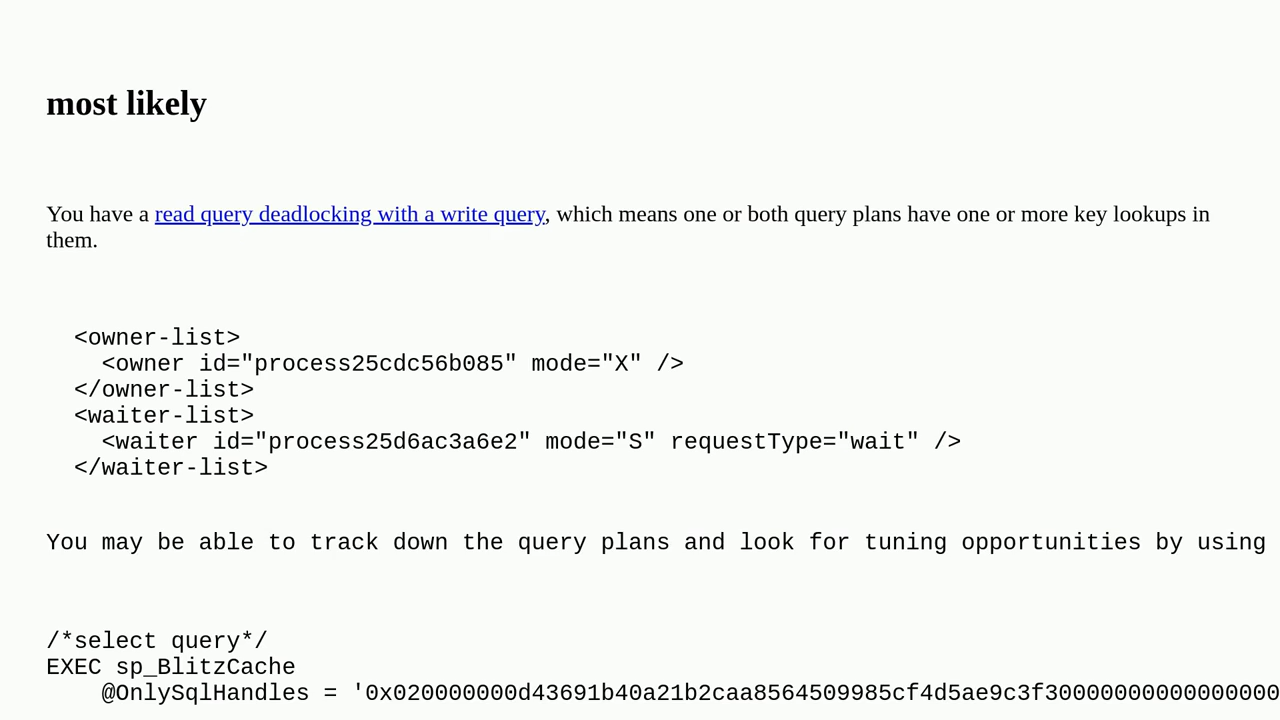 most likely
You have a read query deadlocking with a write query, which means one or both query plans have one or more key lookups in
them.
<owner-list>
<owner id="process25cdc56b085" mode="X" />
</owner-list>
<waiter-list>
<waiter id="process25d6ac3a6e2" mode="S" requestType="wait" />
</waiter-list>
You may be able to track down the query plans and look for tuning opportunities by using
/*select query*/
EXEC sp_BlitzCache
@OnlySqlHandles = '0x020000000d43691b40a21b2caa8564509985cf4d5ae9c3f30000000000000000